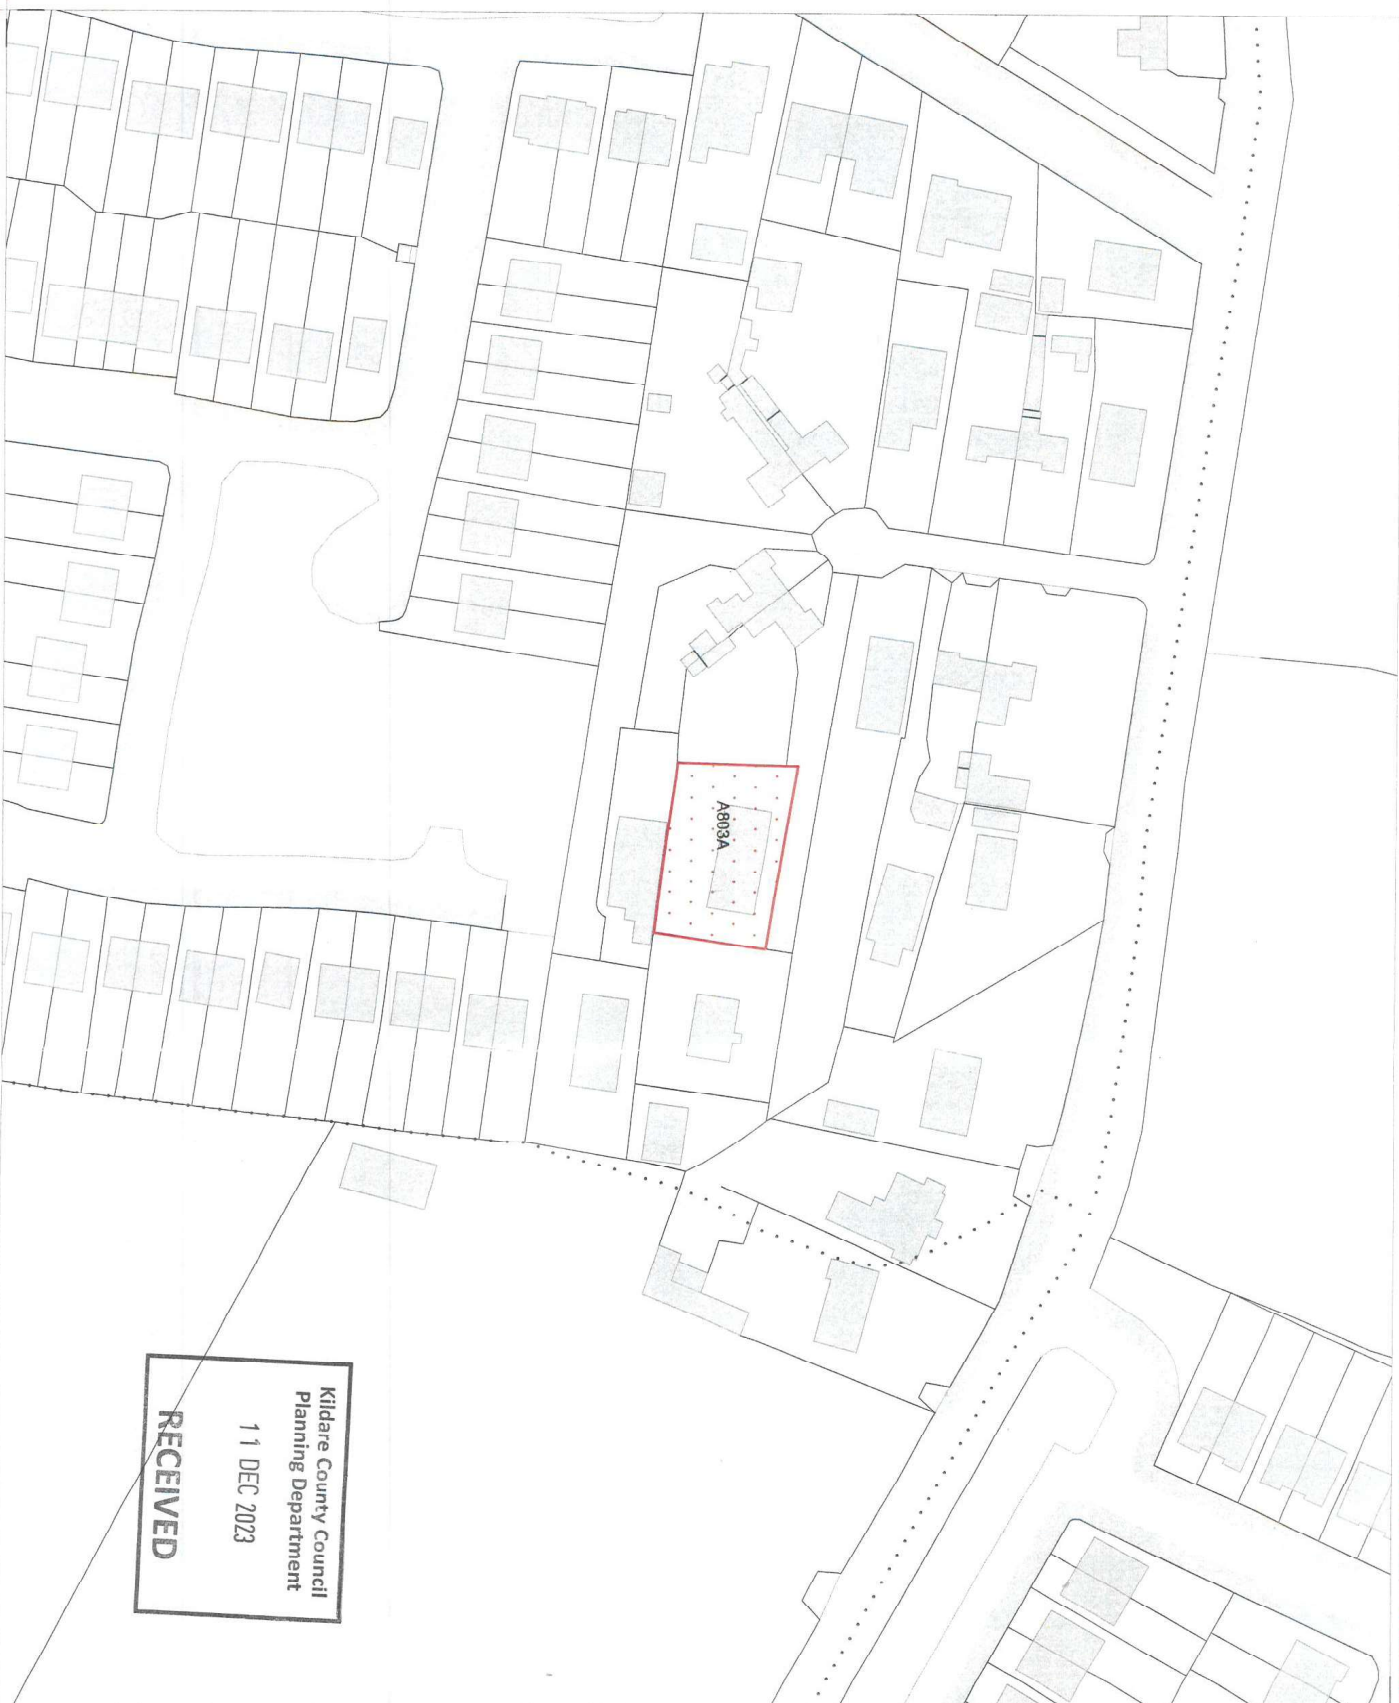 A803A
Kildare County Council
Planning Department
11 DEC 2023
RECEIVED